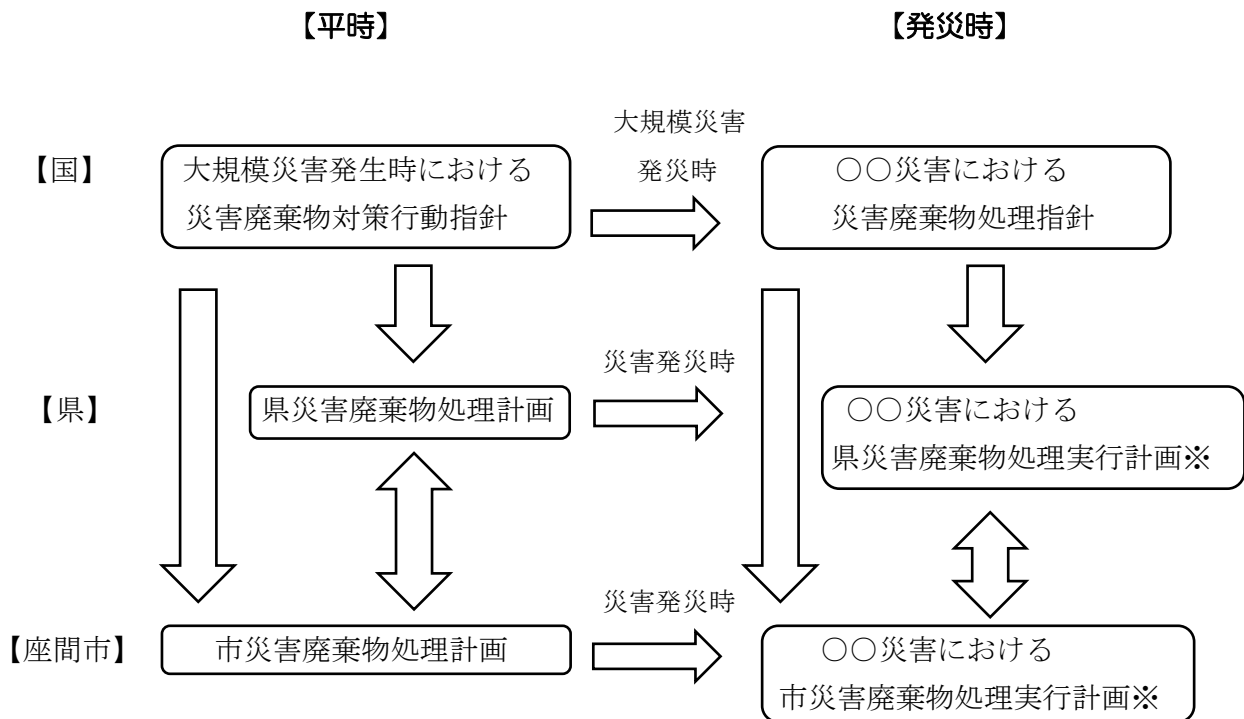 【平時】 【発災時】
大規模災害
発災時
【国】
大規模災害発生時における
災害廃棄物対策行動指針
○○災害における
災害廃棄物処理指針
災害発災時
【県】
県災害廃棄物処理計画
○○災害における
県災害廃棄物処理実行計画※
災害発災時
【座間市】
市災害廃棄物処理計画
○○災害における
市災害廃棄物処理実行計画※